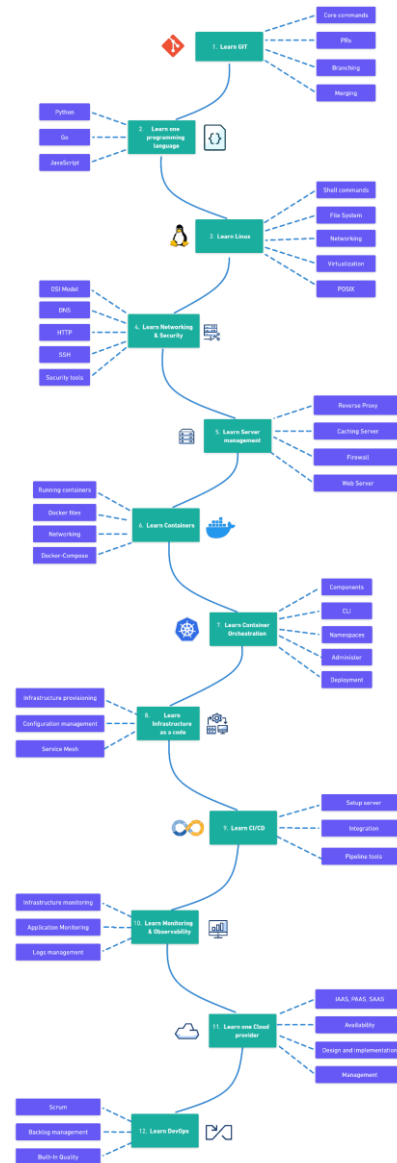 Core commands
1. Learn GIT
PRs
Branching
Merging
Python
2. Learn one
programming
language
Go
JavaScript
Shell commands
File System
3. Learn Linux
Networking
Virtualization
POSIX
OSI Model
DNS
4. Learn Networking
& Security
HTTP
SSH
Security tools
Reverse Proxy
5. Learn Server
management
Caching Server
Firewall
Web Server
Running containers
Docker files
6. Learn Containers
Networking
Docker-Compose
Components
CLI
7. Learn Container
Orchestration
Namespaces
Administer
Deployment
Infrastructure provisioning
8. Learn
Infrastructure
as a code
Configuration management
Service Mesh
Setup server
9. Learn CI/CD
Integration
Pipeline tools
Infrastructure monitoring
10. Learn Monitoring
& Observability
Application Monitoring
Logs management
IAAS, PAAS, SAAS
11. Learn one Cloud
provider
Availability
Design and implementation
Management
Scrum
12. Learn DevOps
Backlog management
Built-In Quality